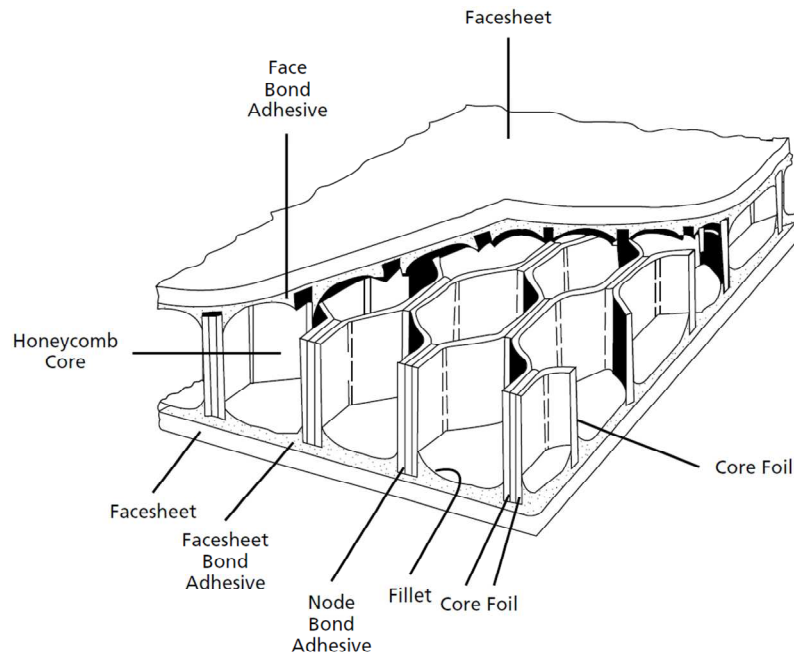 Facesheet
Face
Bond
Adhesive
Honeycomb
Core
Core Foil
Facesheet
Facesheet
Bond
Adhesive
Node
Bond
Adhesive
Fillet
Core Foil